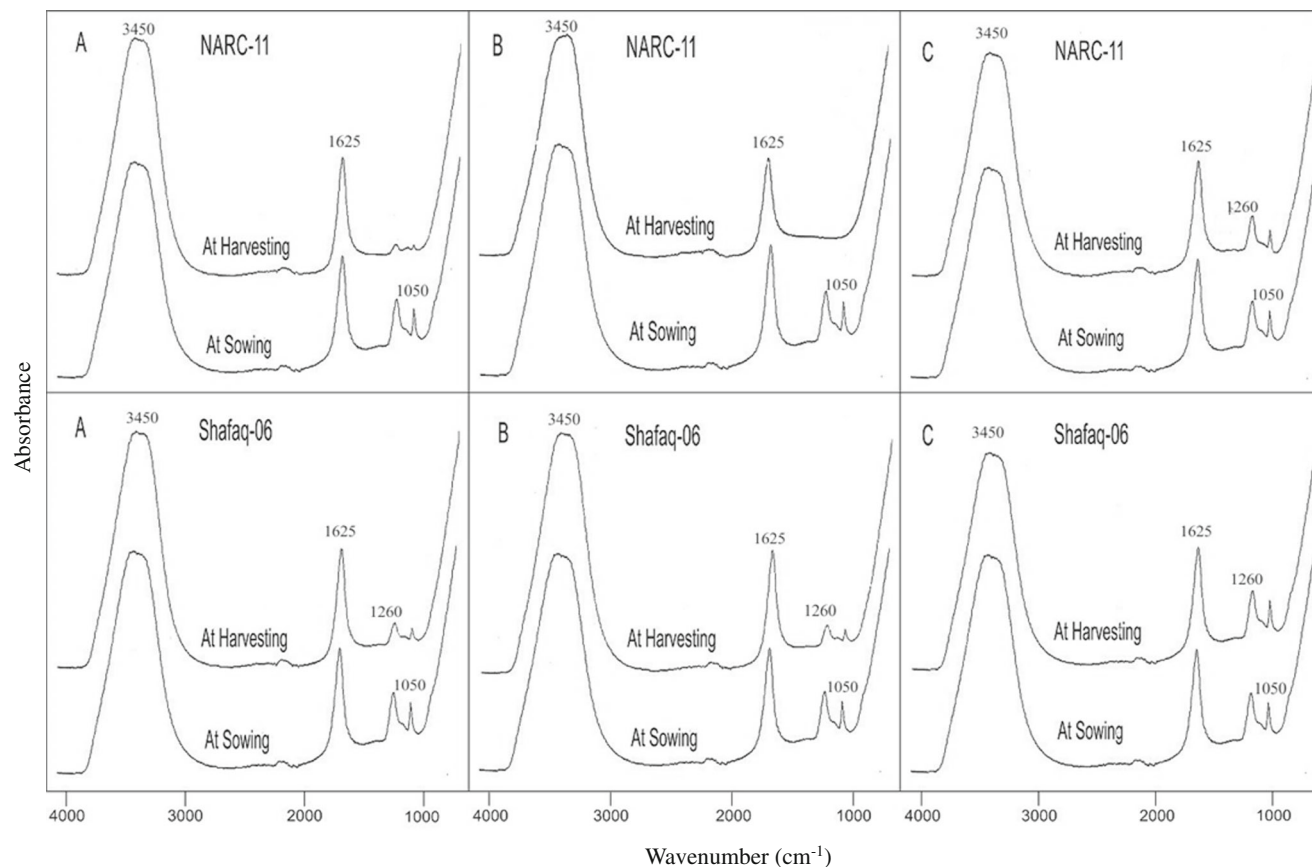 Absorbance
A
NARC-11
3450
1625
At Harvesting
1050
At Sowing
B
NARC-11
3450
1625
At Harvesting
1050
At Sowing
C
NARC-11
3450
1625
1260
At Harvesting
1050
At Sowing
A
Shafaq-06
3450
1625
1260
At Harvesting
1050
At Sowing
B
Shafaq-06
3450
1625
1260
At Harvesting
1050
At Sowing
C
Shafaq-06
3450
1625
1260
At Harvesting
1050
At Sowing
4000 3000 2000 1000 4000 3000 2000 1000 4000 3000 2000 1000
Wavenumber (cm⁻¹)